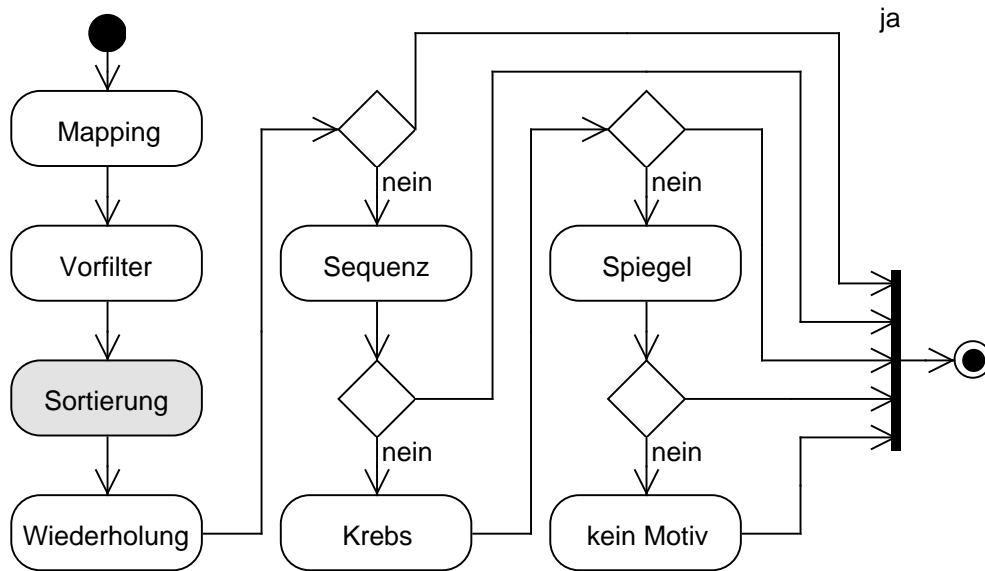 ja
Mapping
nein
nein
Vorfilter
Sequenz
Spiegel
Sortierung
nein
nein
Wiederholung
Krebs
kein Motiv